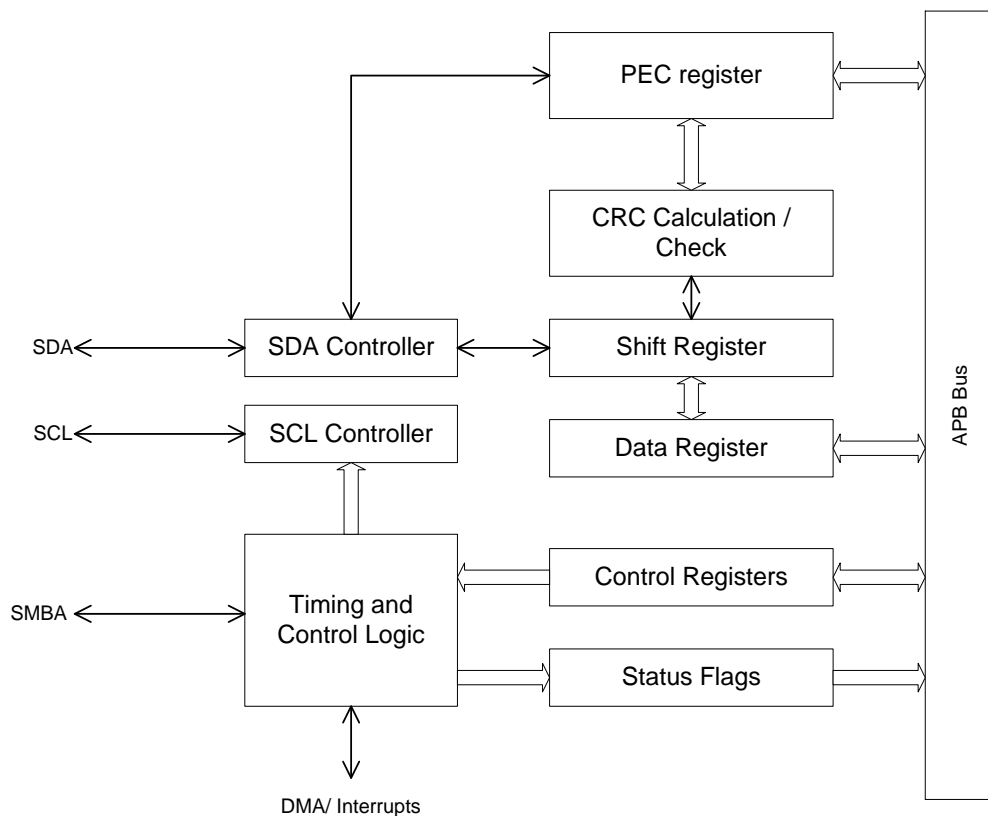 PEC register
CRC Calculation /
Check
SDA
SDA Controller
Shift Register
SCL
SCL Controller
Data Register
APB Bus
SMBA
Timing and
Control Logic
Control Registers
Status Flags
DMA/ Interrupts